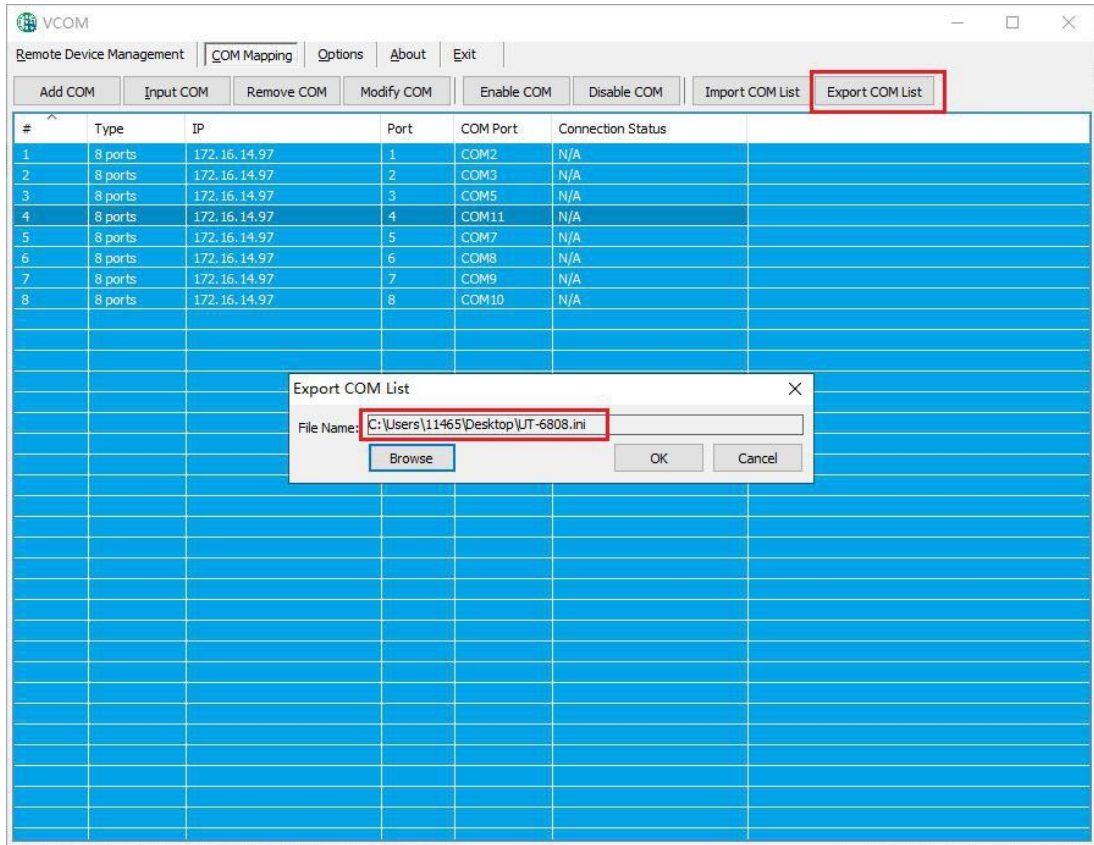 VCOM
Remote Device Management COM Mapping Options About Exit
Add COM Input COM Remove COM Modify COM Enable COM Disable COM Import COM List Export COM List
# Type IP Port COM Port Connection Status
1 8 ports 172.16.14.97 1 COM2 N/A
2 8 ports 172.16.14.97 2 COM3 N/A
3 8 ports 172.16.14.97 3 COM5 N/A
4 8 ports 172.16.14.97 4 COM11 N/A
5 8 ports 172.16.14.97 5 COM7 N/A
6 8 ports 172.16.14.97 6 COM8 N/A
7 8 ports 172.16.14.97 7 COM9 N/A
8 8 ports 172.16.14.97 8 COM10 N/A
Export COM List
File Name: C:\Users\11465\Desktop\UT-6808.ini
Browse OK Cancel